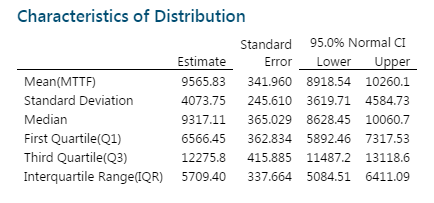 Characteristics of Distribution
Standard 95.0% Normal CI
Estimate Error Lower Upper
Mean(MTTF) 9565.83 341.960 8918.54 10260.1
Standard Deviation 4073.75 245.610 3619.71 4584.73
Median 9317.11 365.029 8628.45 10060.7
First Quartile(Q1) 6566.45 362.834 5892.46 7317.53
Third Quartile(Q3) 12275.8 415.885 11487.2 13118.6
Interquartile Range(IQR) 5709.40 337.664 5084.51 6411.09